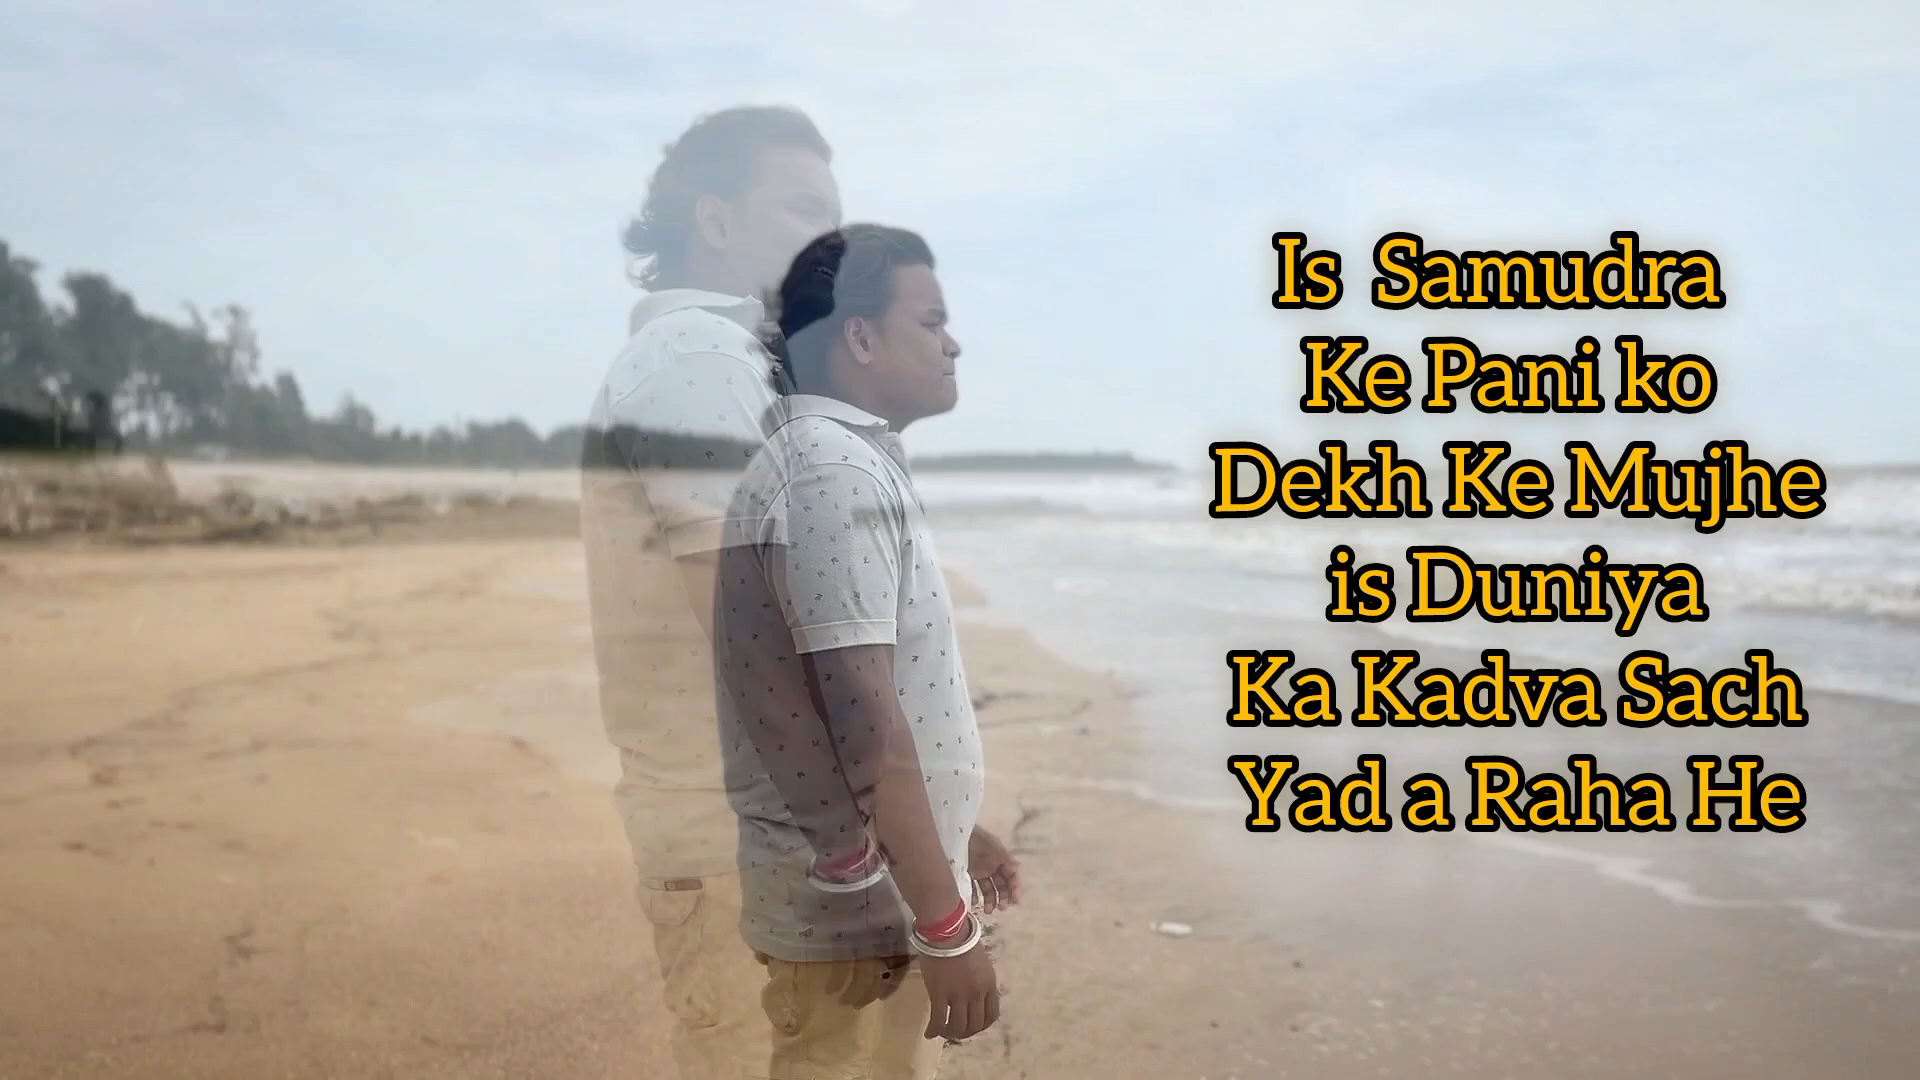 Is Samudra
Ke Pani ko
Dekh Ke Mujhe
is Duniya
Ka Kadva Sach
Yad a Raha He